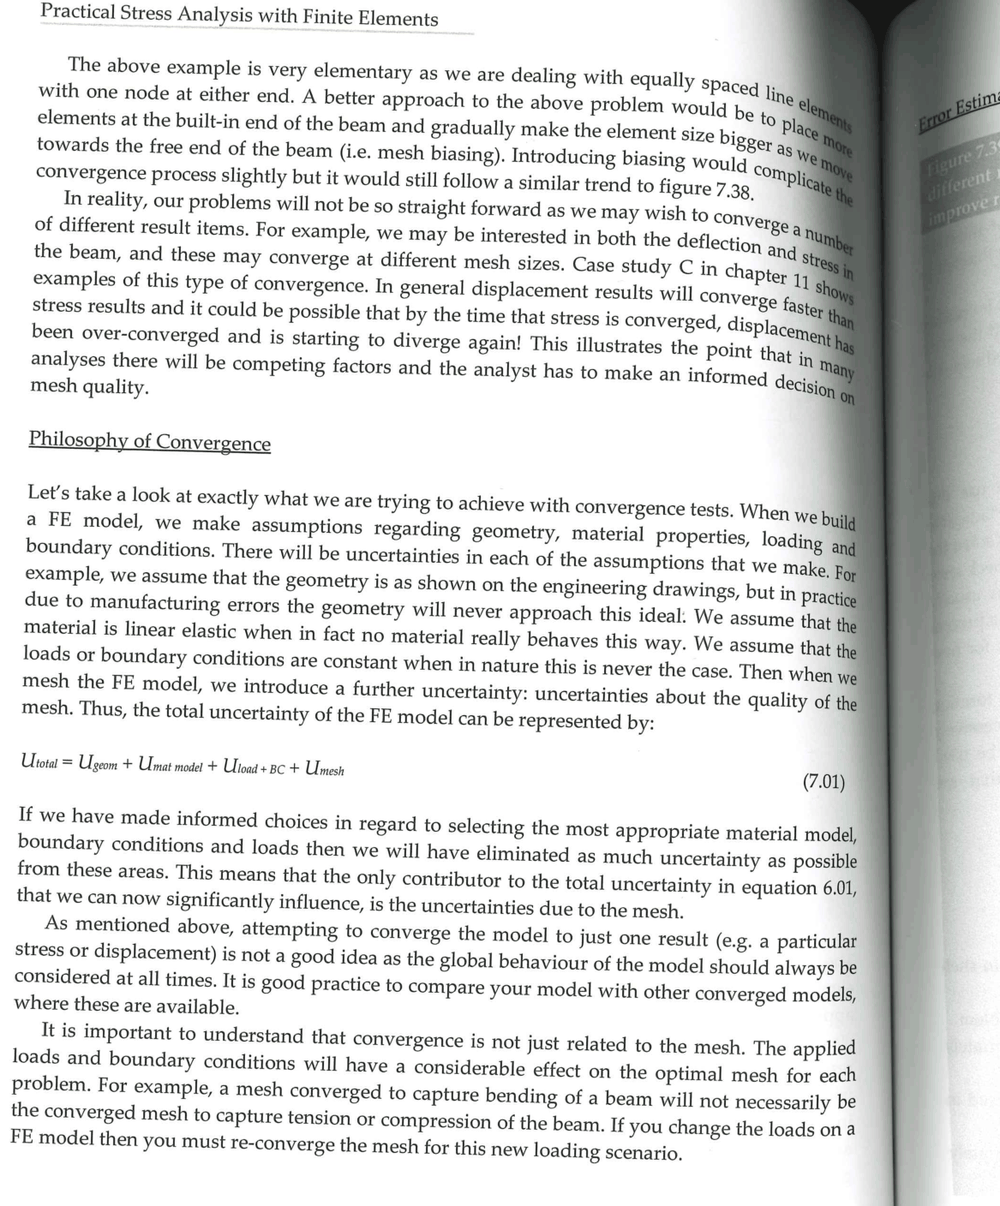 Practical Stress Analysis with Finite Elements
The above example is very elementary as we are dealing with equally spaced line elements
with one node at either end. A better approach to the above problem would be to place more
elements at the built-in end of the beam and gradually make the element size bigger as we move
towards the free end of the beam (i.e. mesh biasing). Introducing biasing would complicate the
convergence process slightly but it would still follow a similar trend to figure 7.38.
In reality, our problems will not be so straight forward as we may wish to converge a number
of different result items. For example, we may be interested in both the deflection and stress in
the beam, and these may converge at different mesh sizes. Case study C in chapter 11 shows
examples of this type of convergence. In general displacement results will converge faster than
stress results and it could be possible that by the time that stress is converged, displacement has
been over-converged and is starting to diverge again! This illustrates the point that in many
analyses there will be competing factors and the analyst has to make an informed decision on
mesh quality.
Philosophy of Convergence
Let's take a look at exactly what we are trying to achieve with convergence tests. When we build
a FE model, we make assumptions regarding geometry, material properties, loading and
boundary conditions. There will be uncertainties in each of the assumptions that we make. For
example, we assume that the geometry is as shown on the engineering drawings, but in practice
due to manufacturing errors the geometry will never approach this ideal. We assume that the
material is linear elastic when in fact no material really behaves this way. We assume that the
loads or boundary conditions are constant when in nature this is never the case. Then when we
mesh the FE model, we introduce a further uncertainty: uncertainties about the quality of the
mesh. Thus, the total uncertainty of the FE model can be represented by:
Utotal = Ugeom + Umat model + Uload + BC + Umesh (7.01)
If we have made informed choices in regard to selecting the most appropriate material model,
boundary conditions and loads then we will have eliminated as much uncertainty as possible
from these areas. This means that the only contributor to the total uncertainty in equation 6.01,
that we can now significantly influence, is the uncertainties due to the mesh.
As mentioned above, attempting to converge the model to just one result (e.g. a particular
stress or displacement) is not a good idea as the global behaviour of the model should always be
considered at all times. It is good practice to compare your model with other converged models,
where these are available.
It is important to understand that convergence is not just related to the mesh. The applied
loads and boundary conditions will have a considerable effect on the optimal mesh for each
problem. For example, a mesh converged to capture bending of a beam will not necessarily be
the converged mesh to capture tension or compression of the beam. If you change the loads on a
FE model then you must re-converge the mesh for this new loading scenario.
Error
Figure
different
improve